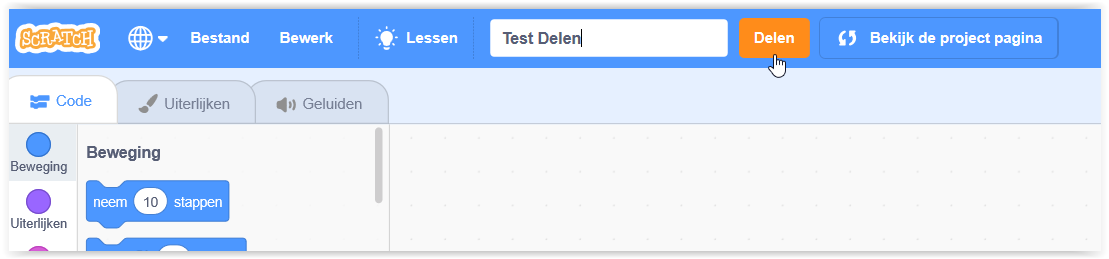 SCRATCH Bestand Bewerk Lessen Test Delen Delen Bekijk de project pagina
Code Uiterlijken Geluiden
Beweging
Beweging
neem 10 stappen
Uiterlijken